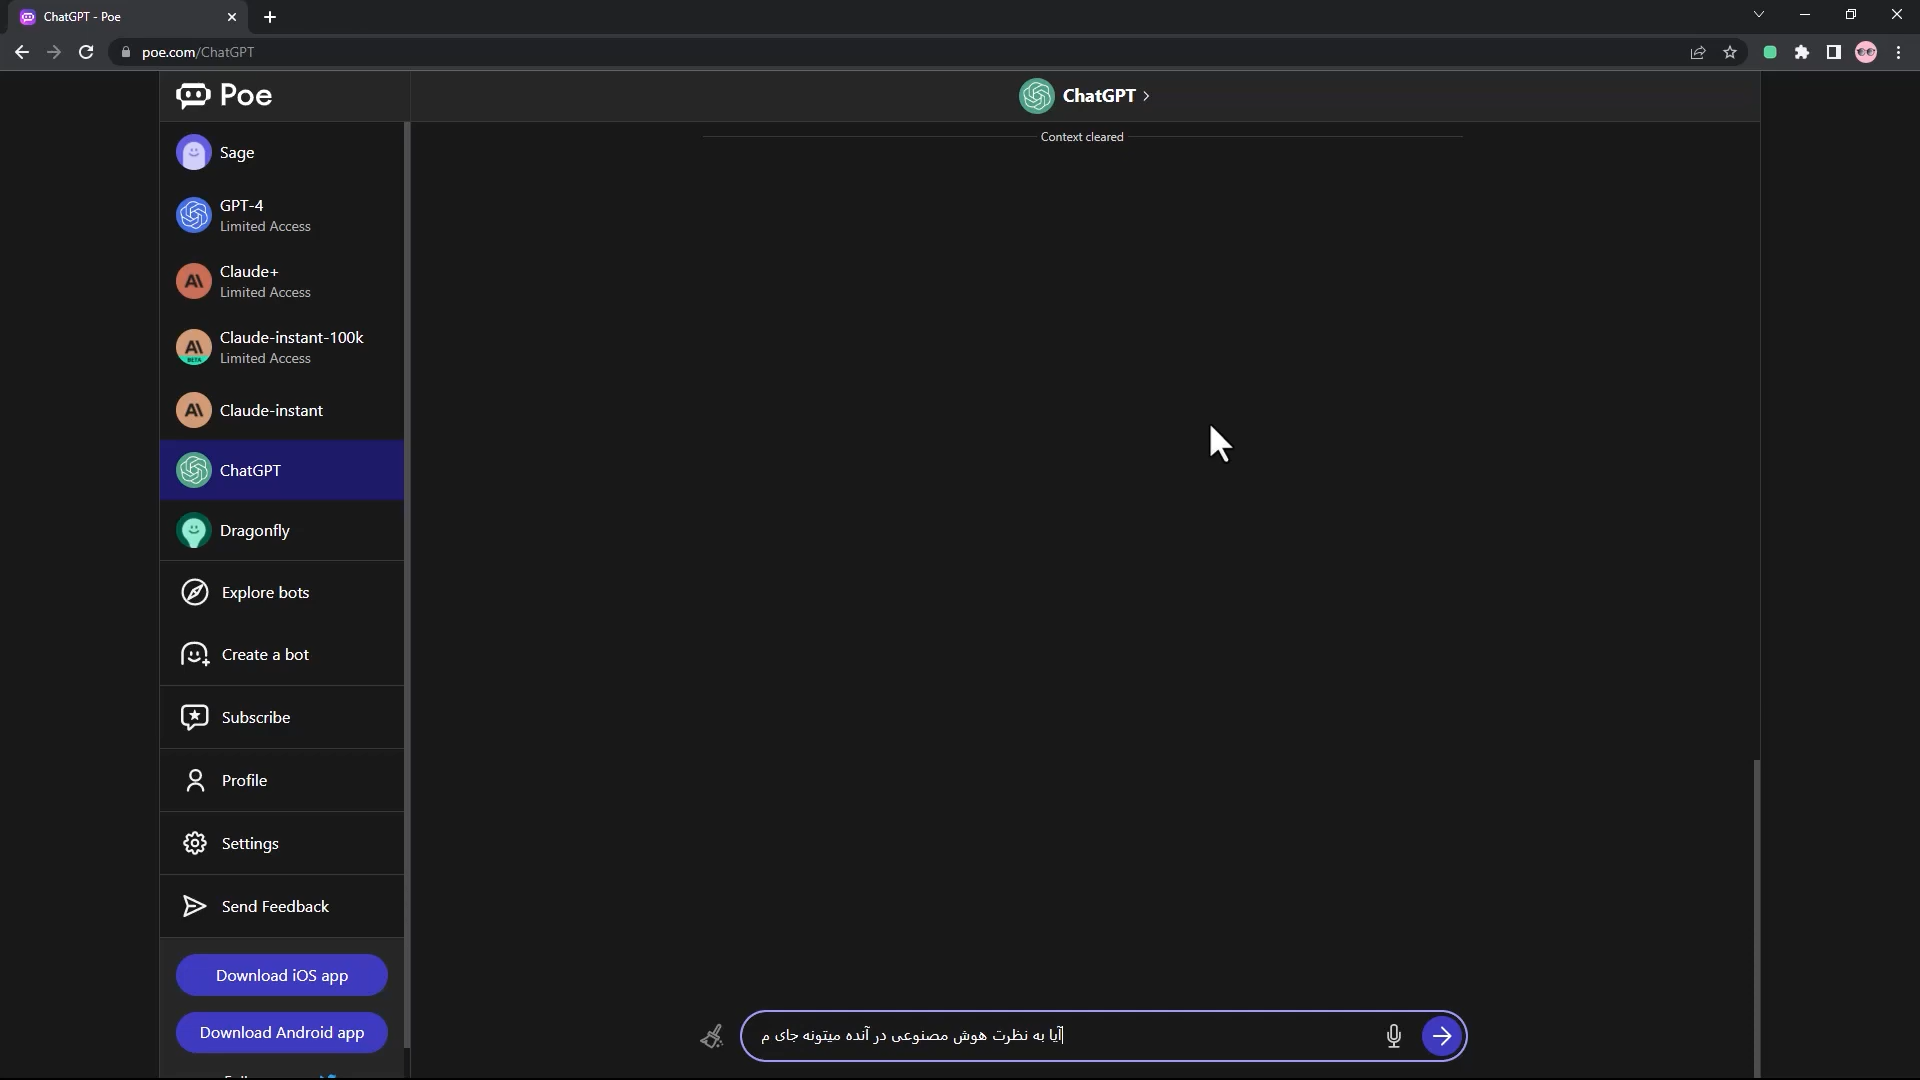 ChatGPT - Poe
poe.com/ChatGPT
Poe
ChatGPT
Context cleared
Sage
GPT-4
Limited Access
Claude+
Limited Access
Claude-instant-100k
Limited Access
BETA
Claude-instant
ChatGPT
Dragonfly
Explore bots
Create a bot
Subscribe
Profile
Settings
Send Feedback
Download iOS app
Download Android app
آیا به نظرت هوش مصنوعی در آنده میتونه جای م